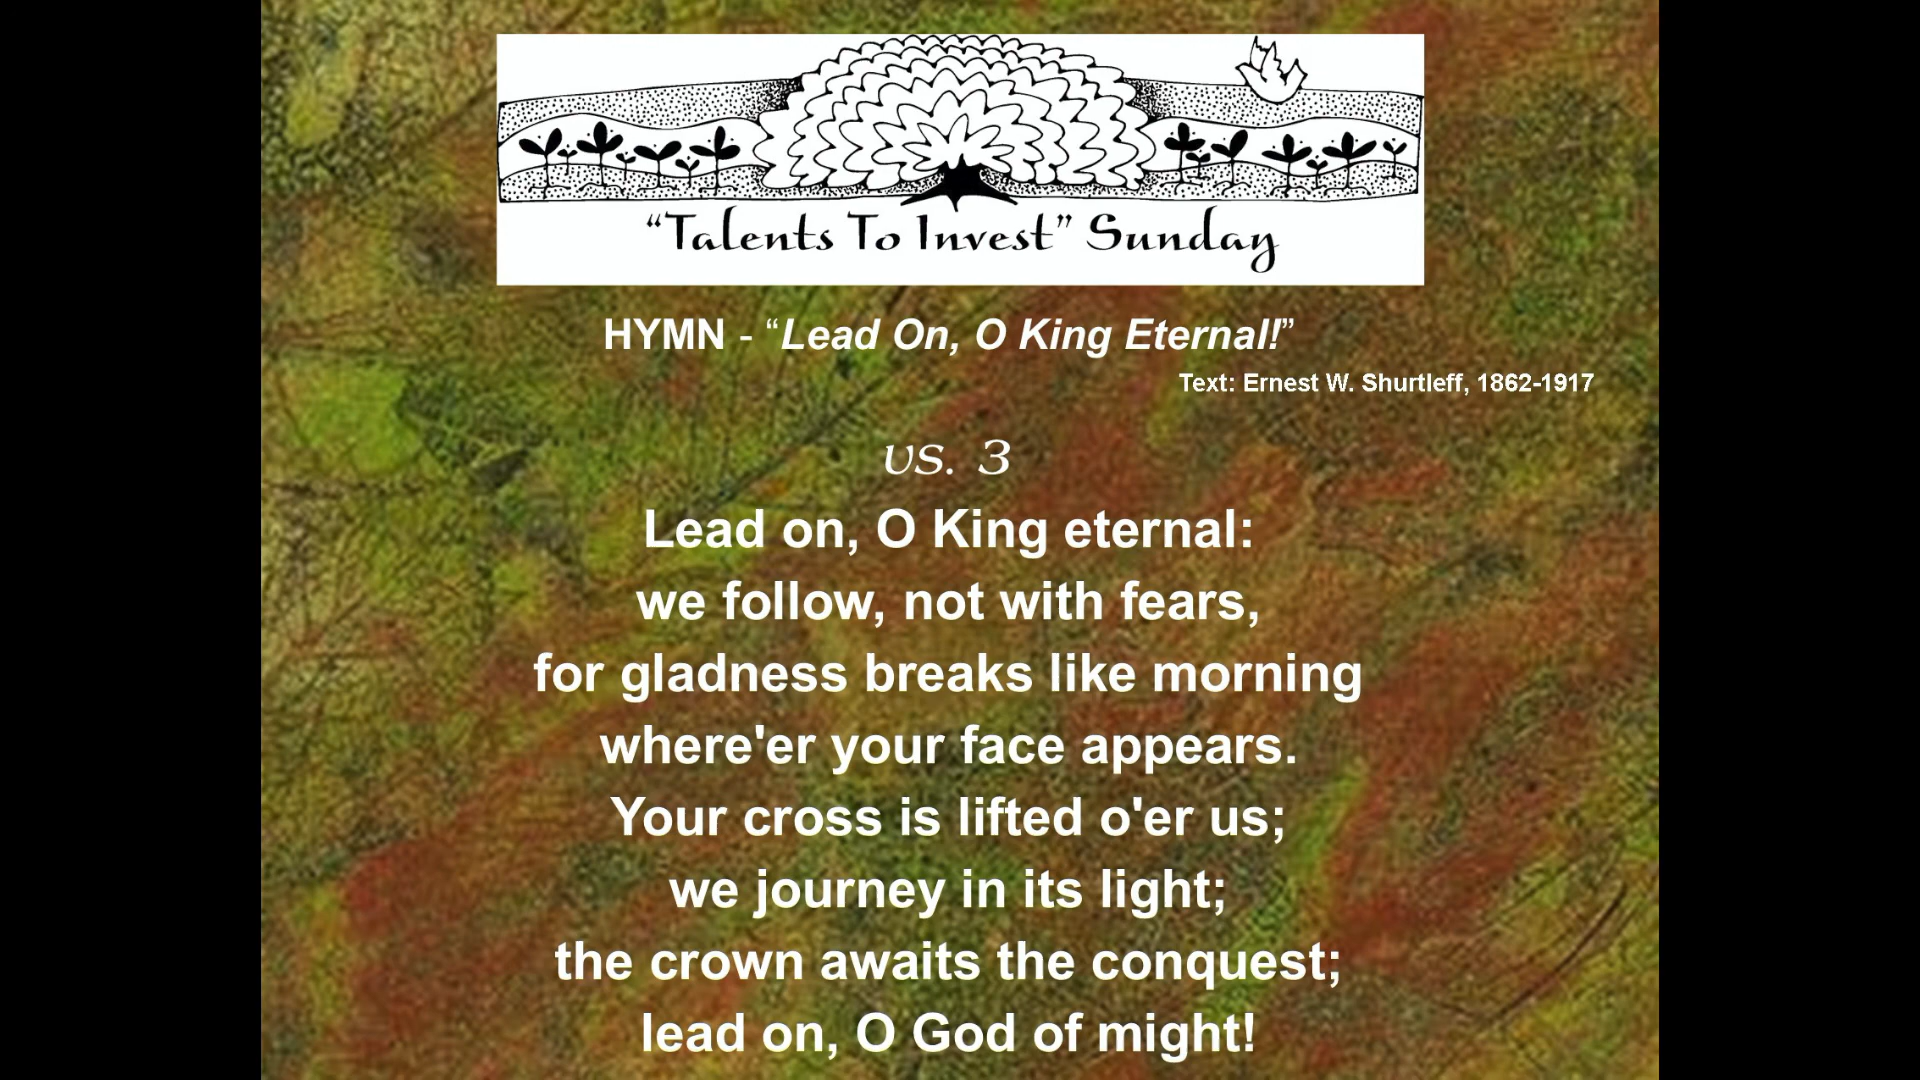 “Talents To Invest” Sunday
HYMN - “Lead On, O King Eternal!”
Text: Ernest W. Shurtleff, 1862-1917
vs. 3
Lead on, O King eternal:
we follow, not with fears,
for gladness breaks like morning
where'er your face appears.
Your cross is lifted o'er us;
we journey in its light;
the crown awaits the conquest;
lead on, O God of might!